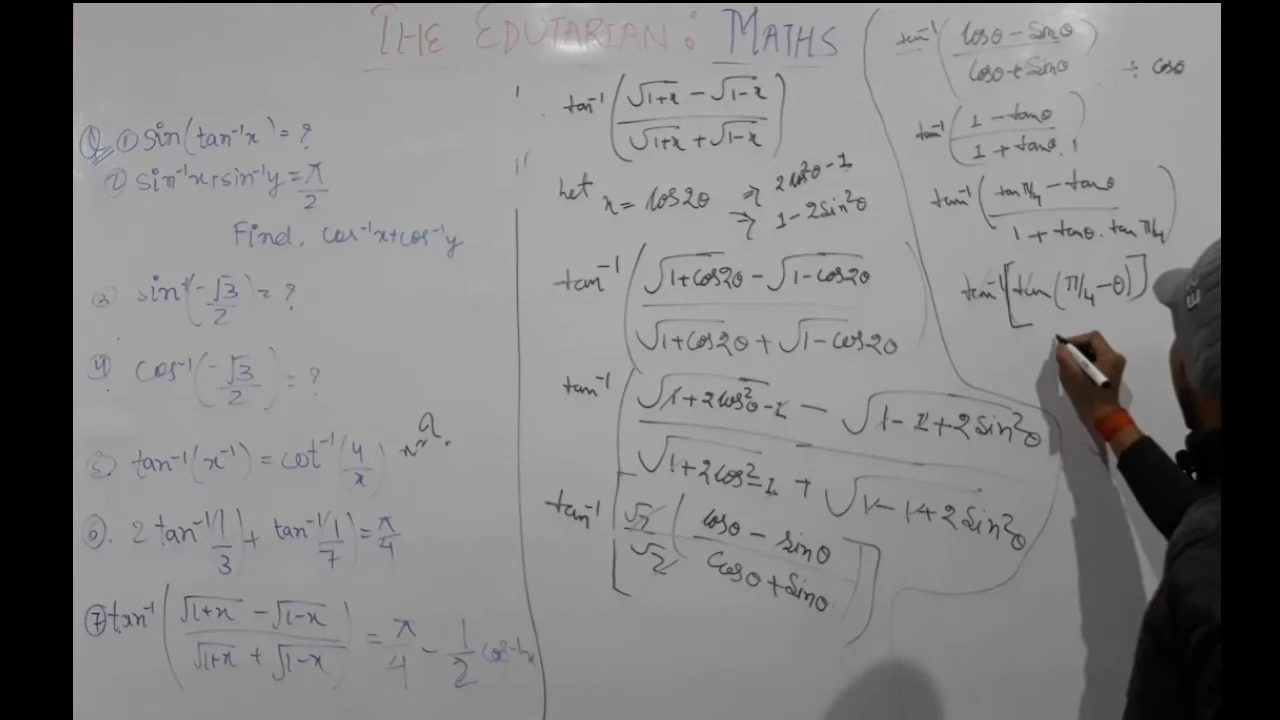 THE EDUTARIAN: MATHS
Q ① sin(tan⁻¹x) = ?
② sin⁻¹x + sin⁻¹y = π/2
Find, cos⁻¹x + cos⁻¹y
③ sin⁻¹(-√3/2) = ?
④ cos⁻¹(-√3/2) = ?
⑤ tan⁻¹(x⁻¹) = cot⁻¹(4/x)
⑥. 2 tan⁻¹(1/3) + tan⁻¹(1/7) = π/4
⑦ tan⁻¹((√1+x - √1-x)/(√1+x + √1-x)) = π/4 - 1/2 cos⁻¹x
tan⁻¹((√1+x - √1-x)/(√1+x + √1-x))
Let x = cos2θ ⇒ 2cos²θ-1
⇒ 1-2sin²θ
tan⁻¹((√1+cos2θ - √1-cos2θ)/(√1+cos2θ + √1-cos2θ))
tan⁻¹((√1+2cos²θ-1 - √1-1+2sin²θ)/(√1+2cos²-1 + √1-1+2sin²θ))
tan⁻¹[√2/√2 ((cosθ - sinθ)/(cosθ + sinθ))]
tan⁻¹((cosθ - sinθ)/(cosθ + sinθ)) ÷ cosθ
tan⁻¹((1 - tanθ)/(1 + tanθ.1))
tan⁻¹((tanπ/4 - tanθ)/(1 + tanθ.tanπ/4))
tan⁻¹[tan(π/4 - θ)]